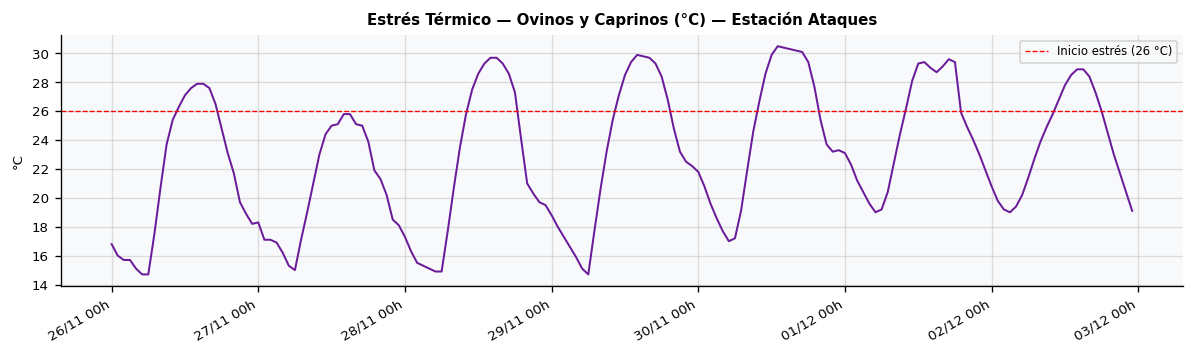 Estrés Térmico — Ovinos y Caprinos (°C) — Estación Ataques
Inicio estrés (26 °C)
°C
30
28
26
24
22
20
18
16
14
26/11 00h
27/11 00h
28/11 00h
29/11 00h
30/11 00h
01/12 00h
02/12 00h
03/12 00h